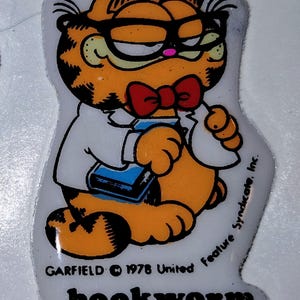 GARFIELD © 1978 United Feature Syndicate Inc.
bookworm